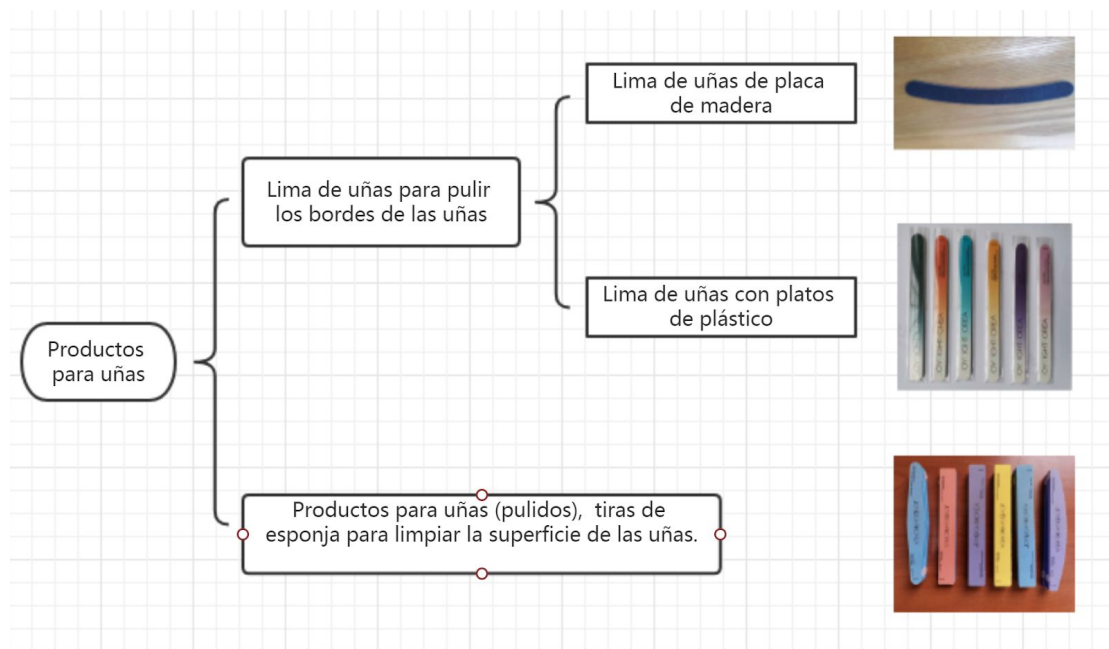 Lima de uñas de placa
de madera
Lima de uñas para pulir
los bordes de las uñas
Lima de uñas con platos
de plástico
Productos
para uñas
Productos para uñas (pulidos), tiras de
esponja para limpiar la superficie de las uñas.